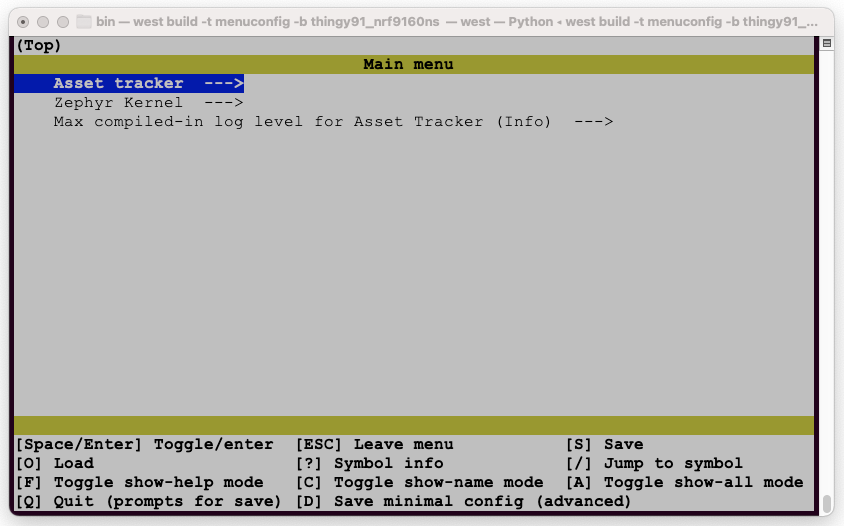 bin — west build -t menuconfig -b thingy91_nrf9160ns — west — Python ◂ west build -t menuconfig -b thingy91_...
(Top)
Main menu
Asset tracker --->
Zephyr Kernel --->
Max compiled-in log level for Asset Tracker (Info) --->
[Space/Enter] Toggle/enter [ESC] Leave menu [S] Save
[O] Load [?] Symbol info [/] Jump to symbol
[F] Toggle show-help mode [C] Toggle show-name mode [A] Toggle show-all mode
[Q] Quit (prompts for save) [D] Save minimal config (advanced)